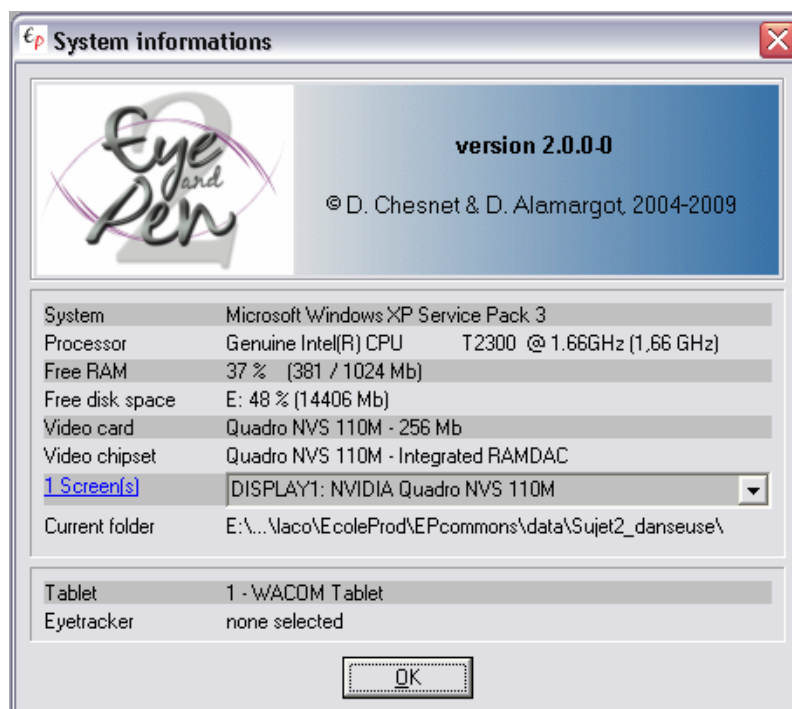 εp System informations
Eye
and
Pen
2
version 2.0.0-0
© D. Chesnet & D. Alamargot, 2004-2009
System Microsoft Windows XP Service Pack 3
Processor Genuine Intel(R) CPU T2300 @ 1.66GHz (1,66 GHz)
Free RAM 37 % (381 / 1024 Mb)
Free disk space E: 48 % (14406 Mb)
Video card Quadro NVS 110M - 256 Mb
Video chipset Quadro NVS 110M - Integrated RAMDAC
1 Screen(s) DISPLAY1: NVIDIA Quadro NVS 110M
Current folder E:\...\laco\EcoleProd\EPcommons\data\Sujet2_danseuse\
Tablet 1 - WACOM Tablet
Eyetracker none selected
OK